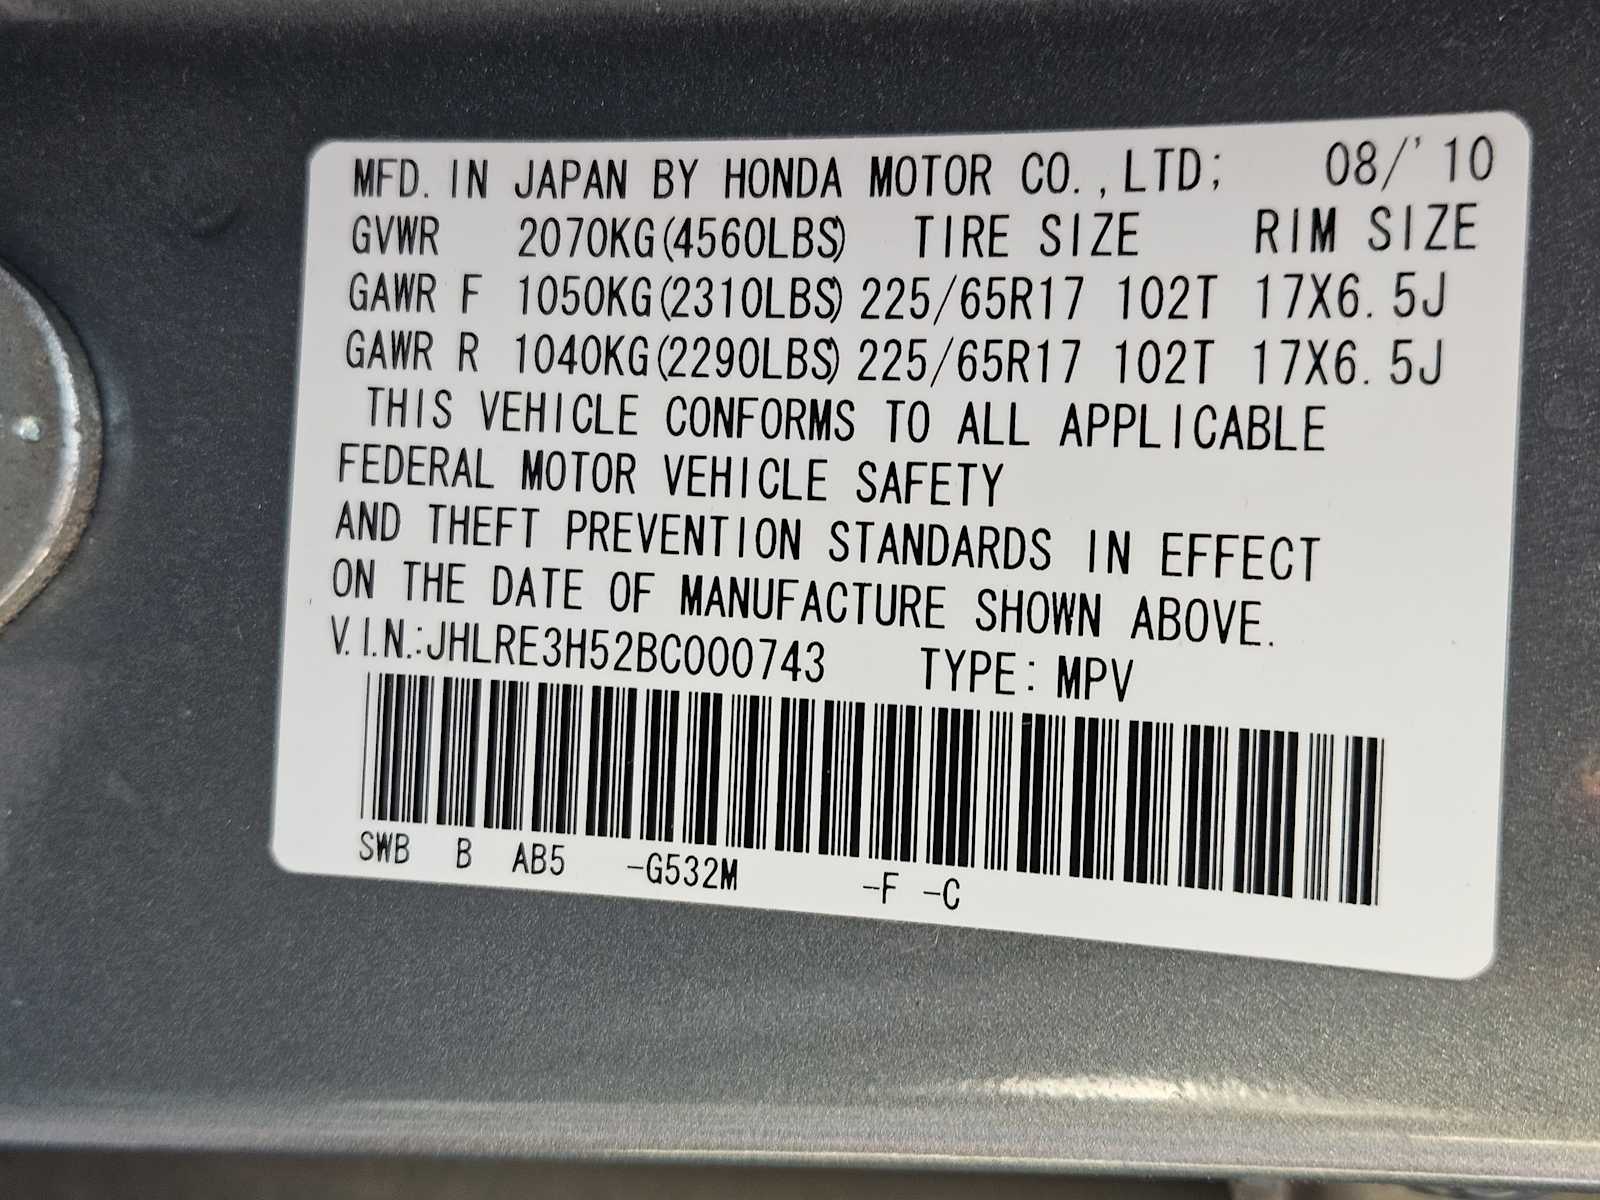 MFD. IN JAPAN BY HONDA MOTOR CO.,LTD; 08/'10
GVWR 2070KG(4560LBS) TIRE SIZE RIM SIZE
GAWR F 1050KG(2310LBS) 225/65R17 102T 17X6.5J
GAWR R 1040KG(2290LBS) 225/65R17 102T 17X6.5J
THIS VEHICLE CONFORMS TO ALL APPLICABLE
FEDERAL MOTOR VEHICLE SAFETY
AND THEFT PREVENTION STANDARDS IN EFFECT
ON THE DATE OF MANUFACTURE SHOWN ABOVE.
V.I.N.:JHLRE3H52BC000743 TYPE: MPV
SWB B AB5 -G532M -F -C